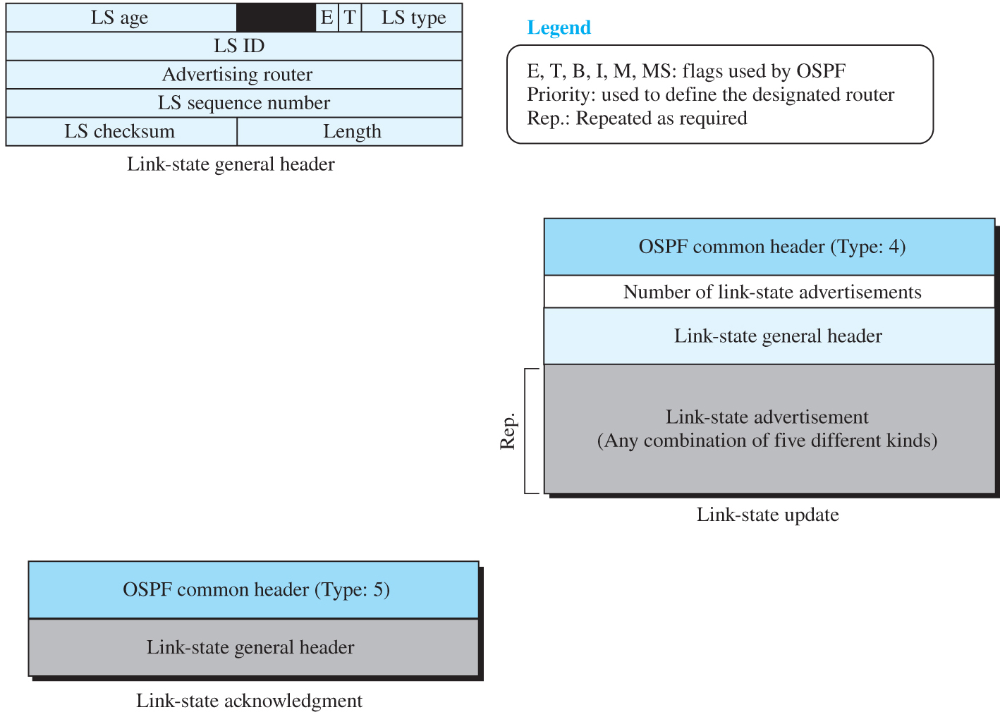 LS age E T LS type
LS ID
Advertising router
LS sequence number
LS checksum Length
Link-state general header
Legend
E, T, B, I, M, MS: flags used by OSPF
Priority: used to define the designated router
Rep.: Repeated as required
OSPF common header (Type: 4)
Number of link-state advertisements
Link-state general header
Rep.
Link-state advertisement
(Any combination of five different kinds)
Link-state update
OSPF common header (Type: 5)
Link-state general header
Link-state acknowledgment